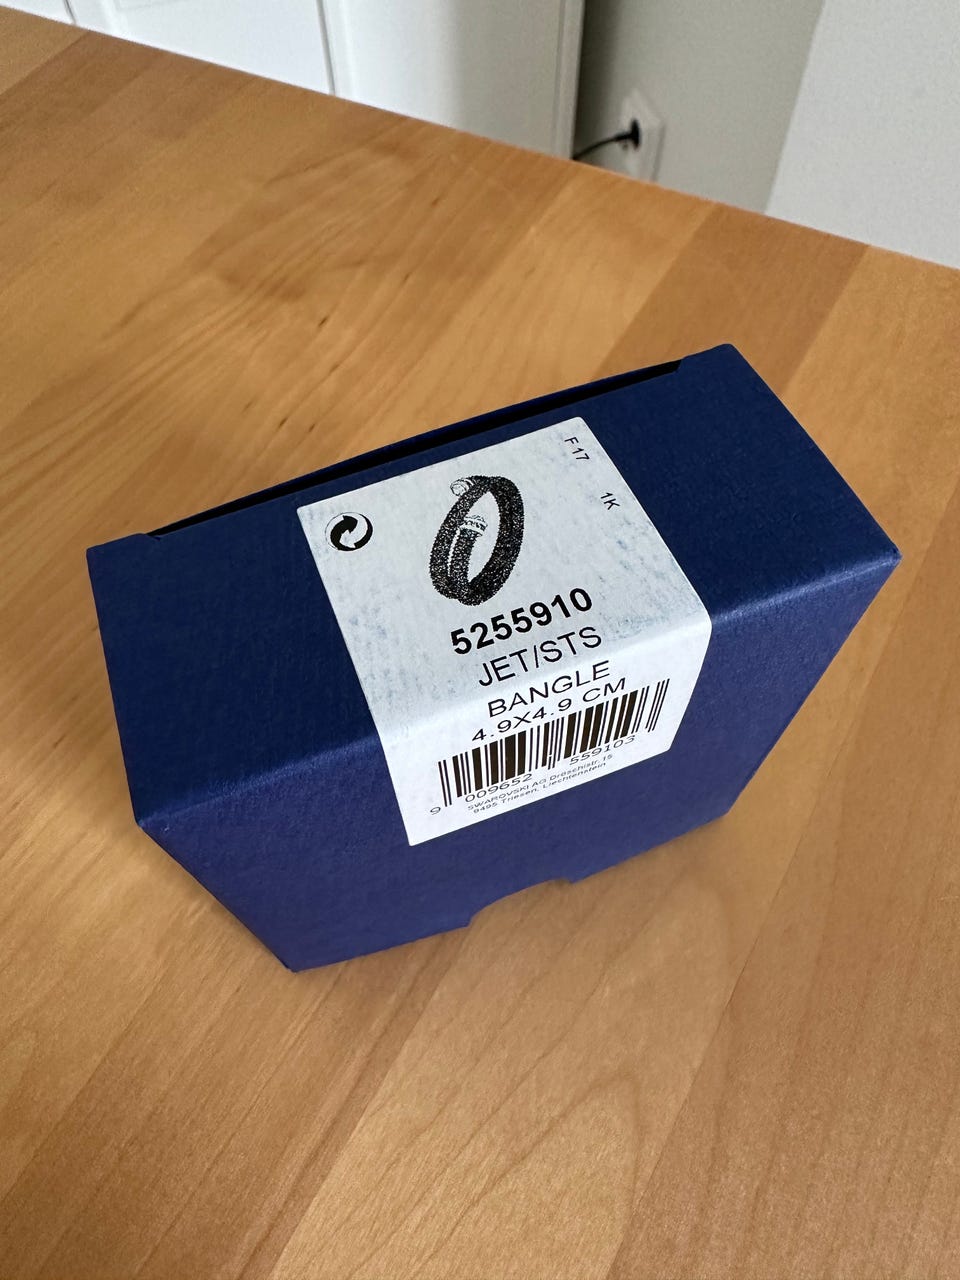 F 17
1K
5255910
JET/STS
BANGLE
4.9X4.9 CM
9 009652 559103
SWAROVSKI AG Dröschistr. 15
9495 Triesen, Liechtenstein